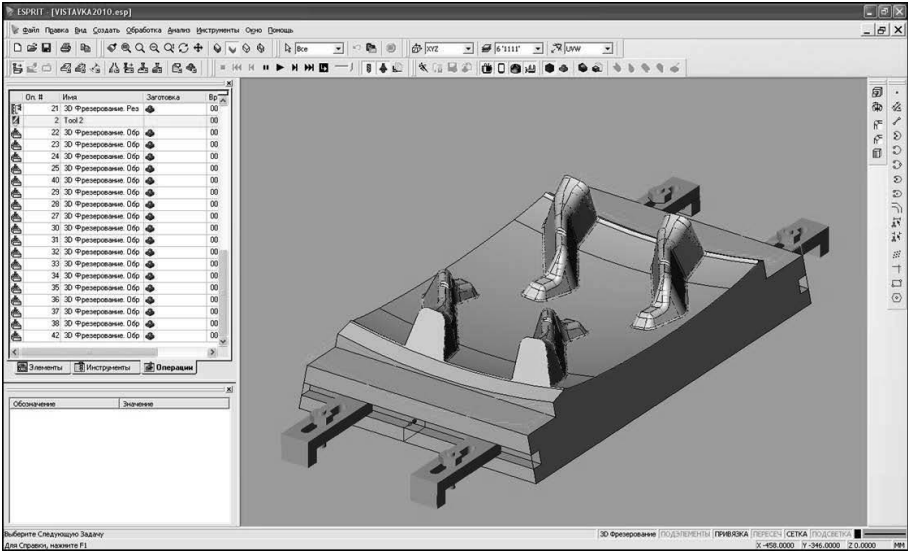 ESPRIT - [VISTAVKA2010.esp]
Файл Правка Вид Создать Обработка Анализ Инструменты Окно Помощь
Все XYZ 6 '1111' UVW
Оп. # Имя Заготовка Вр
21 3D Фрезерование. Рез 00
2 Tool 2 00
22 3D Фрезерование. Обр 00
23 3D Фрезерование. Обр 00
24 3D Фрезерование. Обр 00
25 3D Фрезерование. Обр 00
40 3D Фрезерование. Обр 00
29 3D Фрезерование. Обр 00
28 3D Фрезерование. Обр 00
27 3D Фрезерование. Обр 00
30 3D Фрезерование. Обр 00
31 3D Фрезерование. Обр 00
32 3D Фрезерование. Обр 00
33 3D Фрезерование. Обр 00
34 3D Фрезерование. Обр 00
35 3D Фрезерование. Обр 00
36 3D Фрезерование. Обр 00
37 3D Фрезерование. Обр 00
38 3D Фрезерование. Обр 00
42 3D Фрезерование. Обр 00
Элементы Инструменты Операции
Обозначение Значение
Выберите Следующую Задачу
3D Фрезерование ПОДЭЛЕМЕНТЫ ПРИВЯЗКА ПЕРЕСЕЧ СЕТКА ПОДСВЕТКА
Для Справки, нажмите F1
X -458.0000 Y -346.0000 Z 0.0000 MM